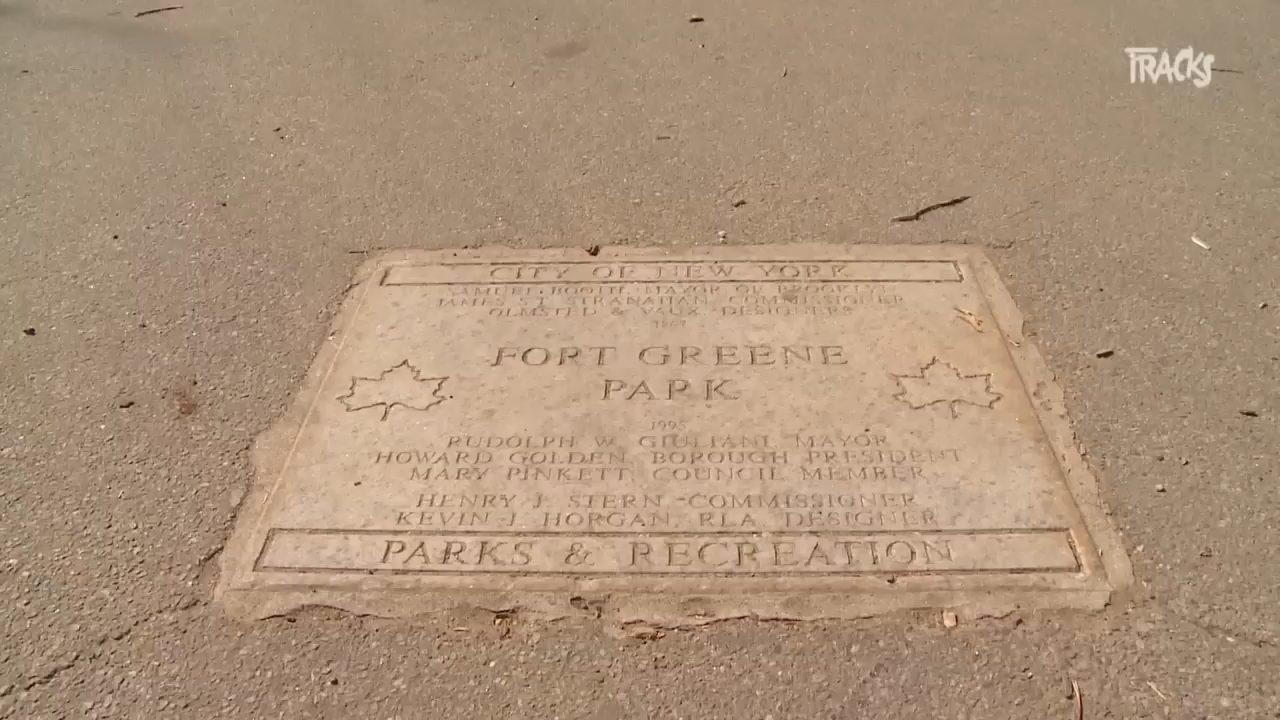 TRACKS
CITY OF NEW YORK
SAMUEL BOOTH, MAYOR OF BROOKLYN
JAMES S.T. STRANAHAN, COMMISSIONER
OLMSTED & VAUX - DESIGNERS
1867
FORT GREENE
PARK
1995
RUDOLPH W. GIULIANI, MAYOR
HOWARD GOLDEN, BOROUGH PRESIDENT
MARY PINKETT, COUNCIL MEMBER
HENRY J. STERN - COMMISSIONER
KEVIN J. HORGAN, RLA, DESIGNER
PARKS & RECREATION